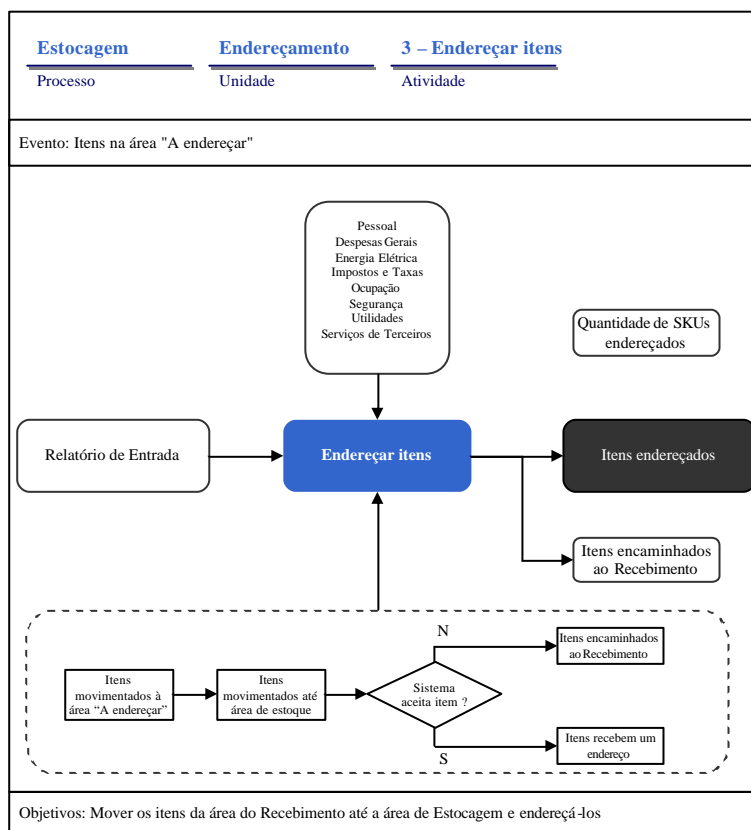 Estocagem
Processo
Endereçamento
Unidade
3 – Endereçar itens
Atividade
Evento: Itens na área "A endereçar"
Pessoal
Despesas Gerais
Energia Elétrica
Impostos e Taxas
Ocupação
Segurança
Utilidades
Serviços de Terceiros
Quantidade de SKUs
endereçados
Relatório de Entrada
Endereçar itens
Itens endereçados
Itens encaminhados
ao Recebimento
N
Itens encaminhados
ao Recebimento
Itens
movimentados à
área “A endereçar”
Itens
movimentados até
área de estoque
Sistema
aceita item ?
S
Itens recebem um
endereço
Objetivos: Mover os itens da área do Recebimento até a área de Estocagem e endereçá-los